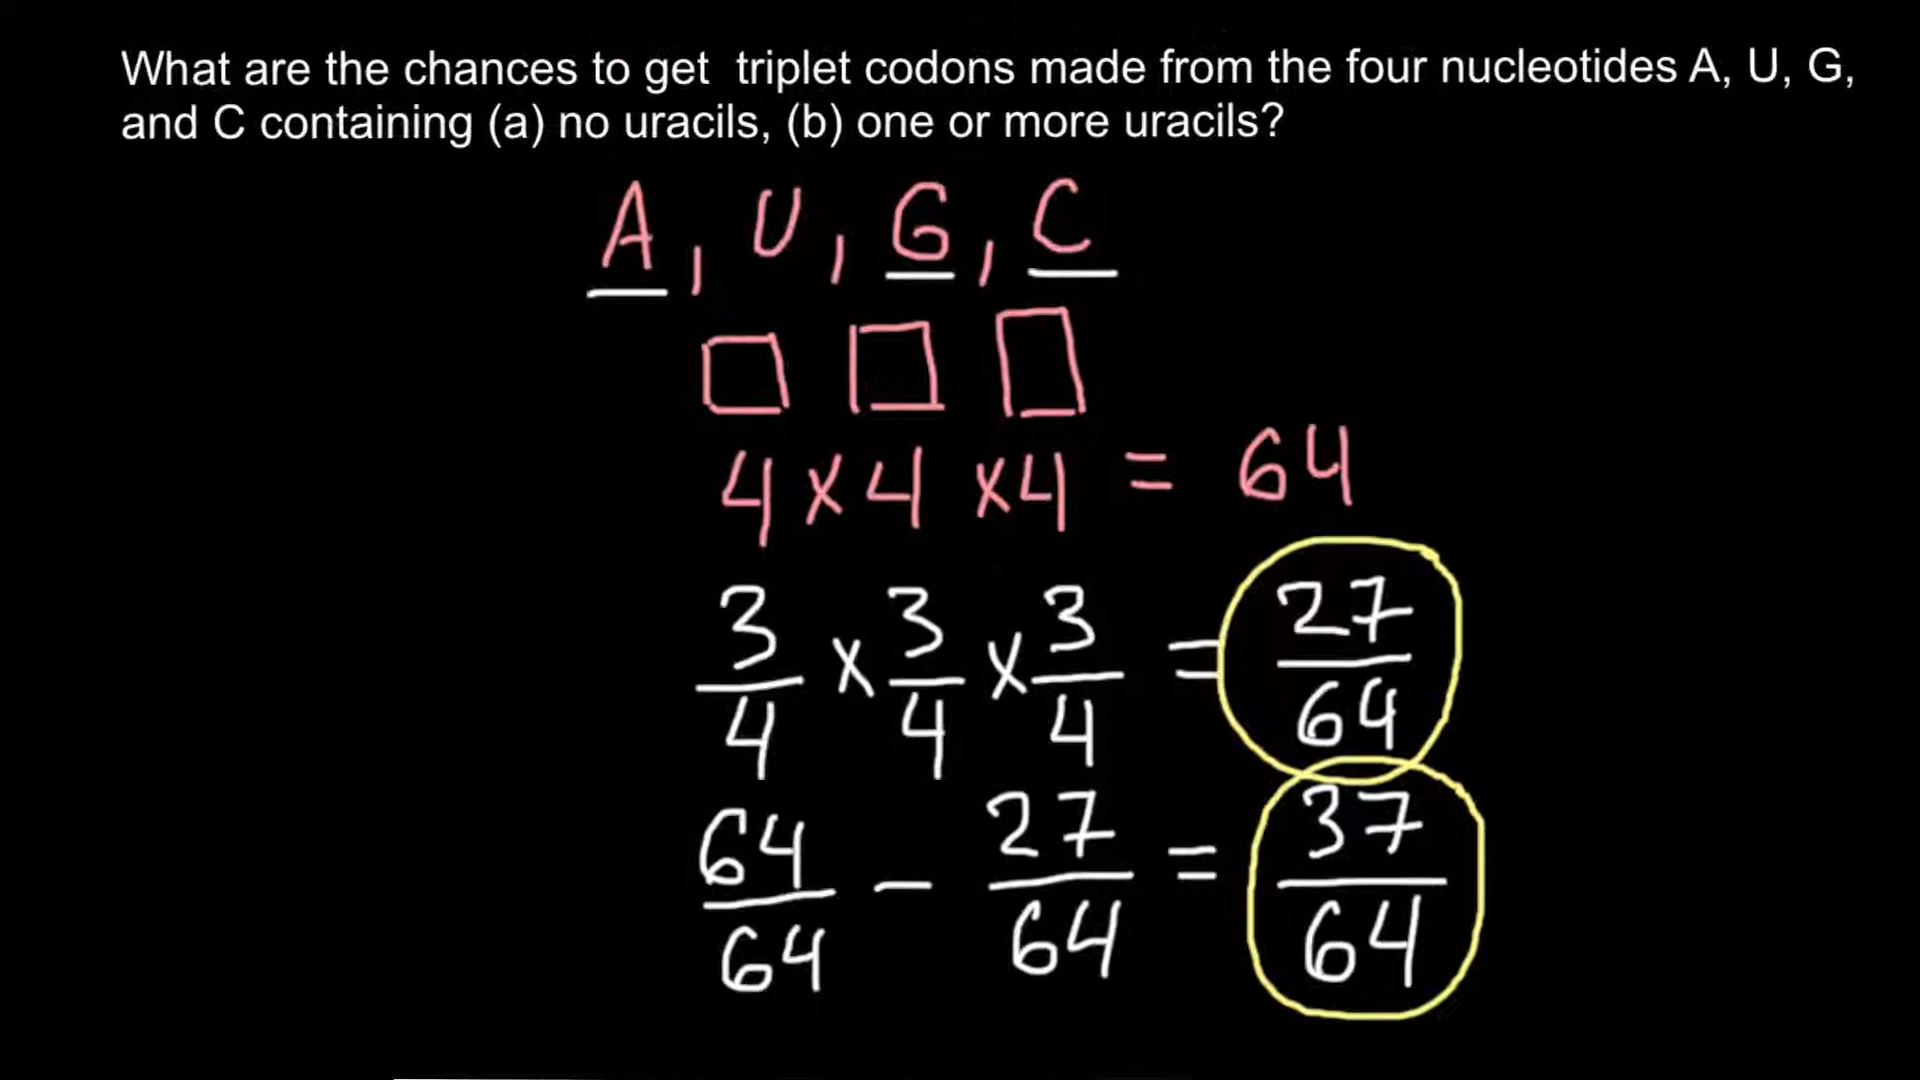 What are the chances to get triplet codons made from the four nucleotides A, U, G,
and C containing (a) no uracils, (b) one or more uracils?
A, U, G, C
4 x 4 x 4 = 64
3/4 x 3/4 x 3/4 = 27/64
64/64 - 27/64 = 37/64